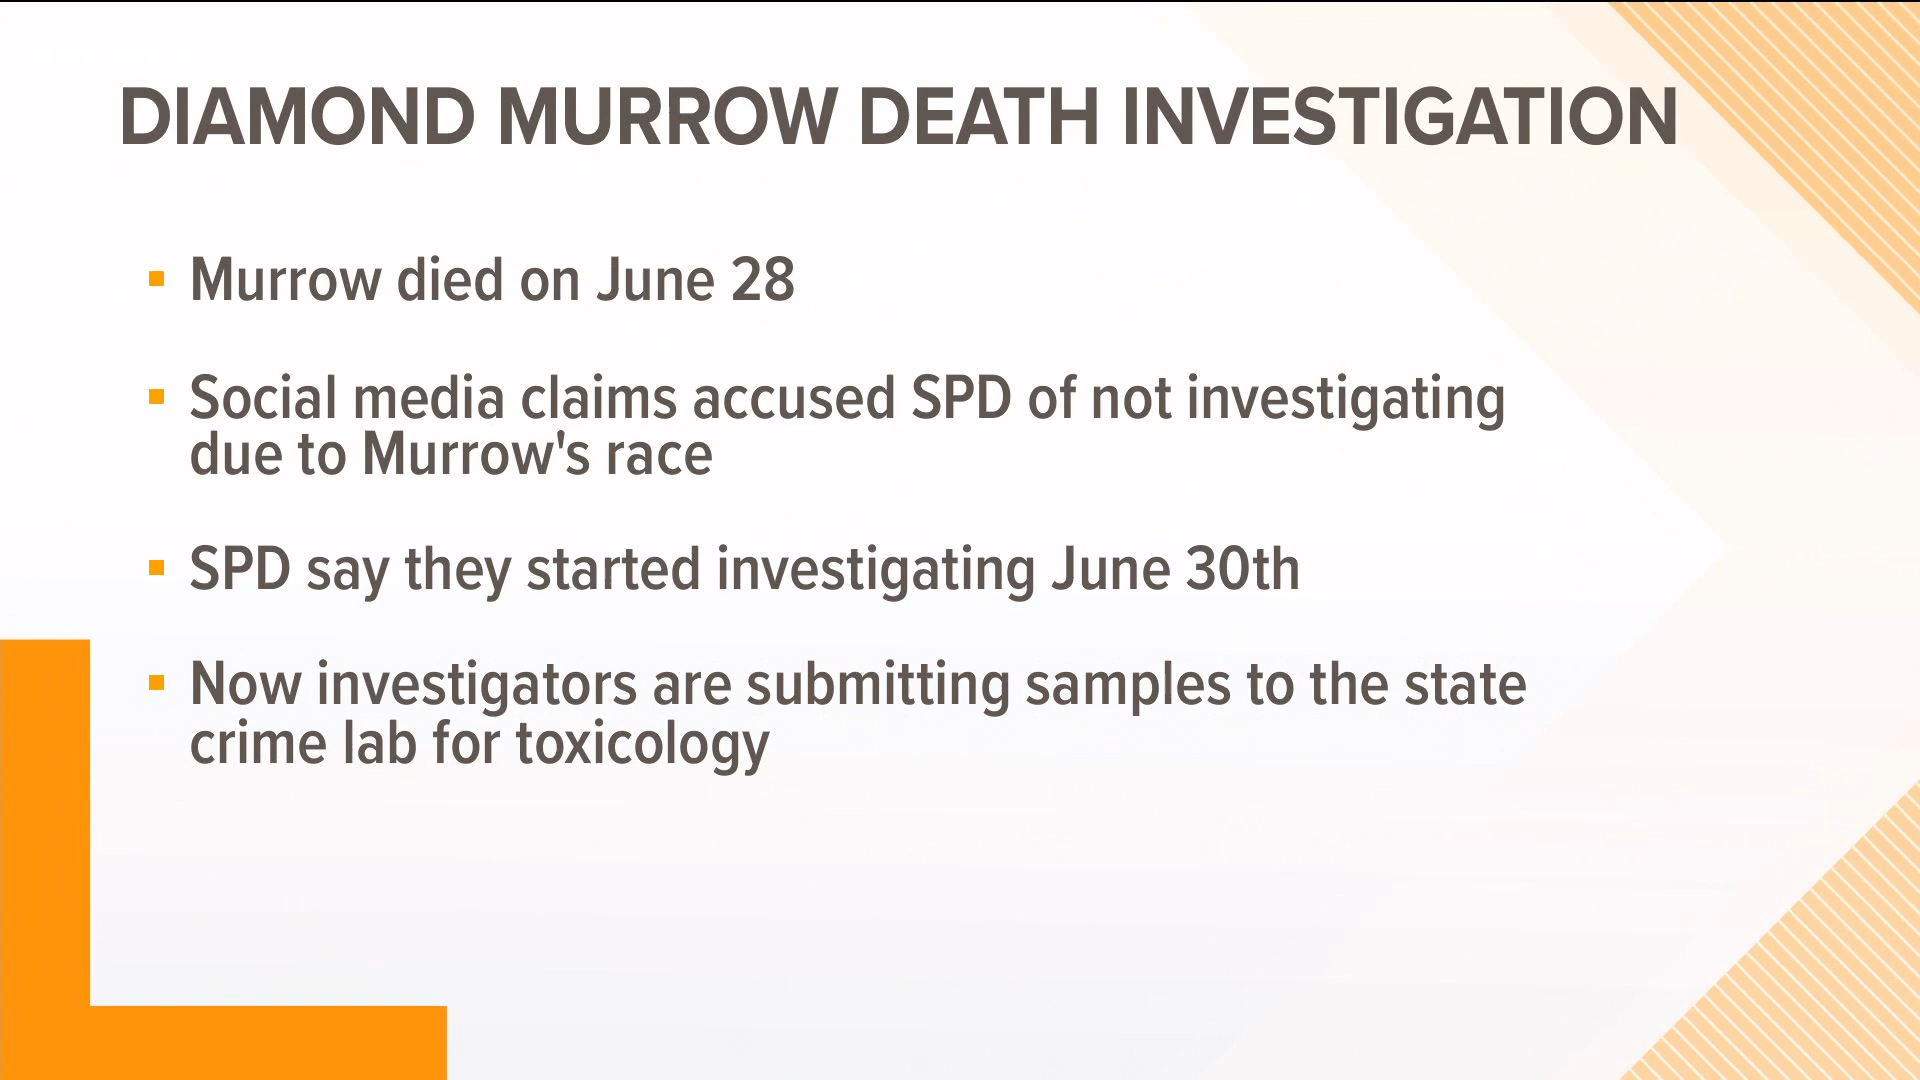 DIAMOND MURROW DEATH INVESTIGATION
Murrow died on June 28
Social media claims accused SPD of not investigating
due to Murrow's race
SPD say they started investigating June 30th
Now investigators are submitting samples to the state
crime lab for toxicology